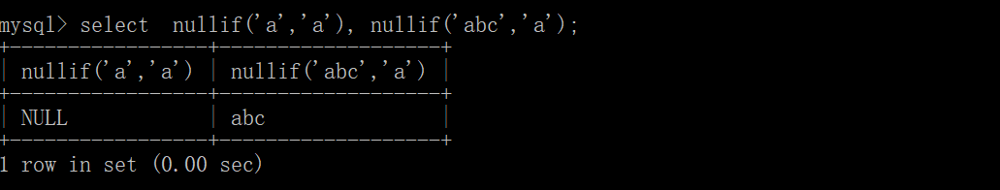 mysql> select  nullif('a','a'), nullif('abc','a');
+-----------------+-------------------+
| nullif('a','a') | nullif('abc','a') |
+-----------------+-------------------+
| NULL            | abc               |
+-----------------+-------------------+
1 row in set (0.00 sec)